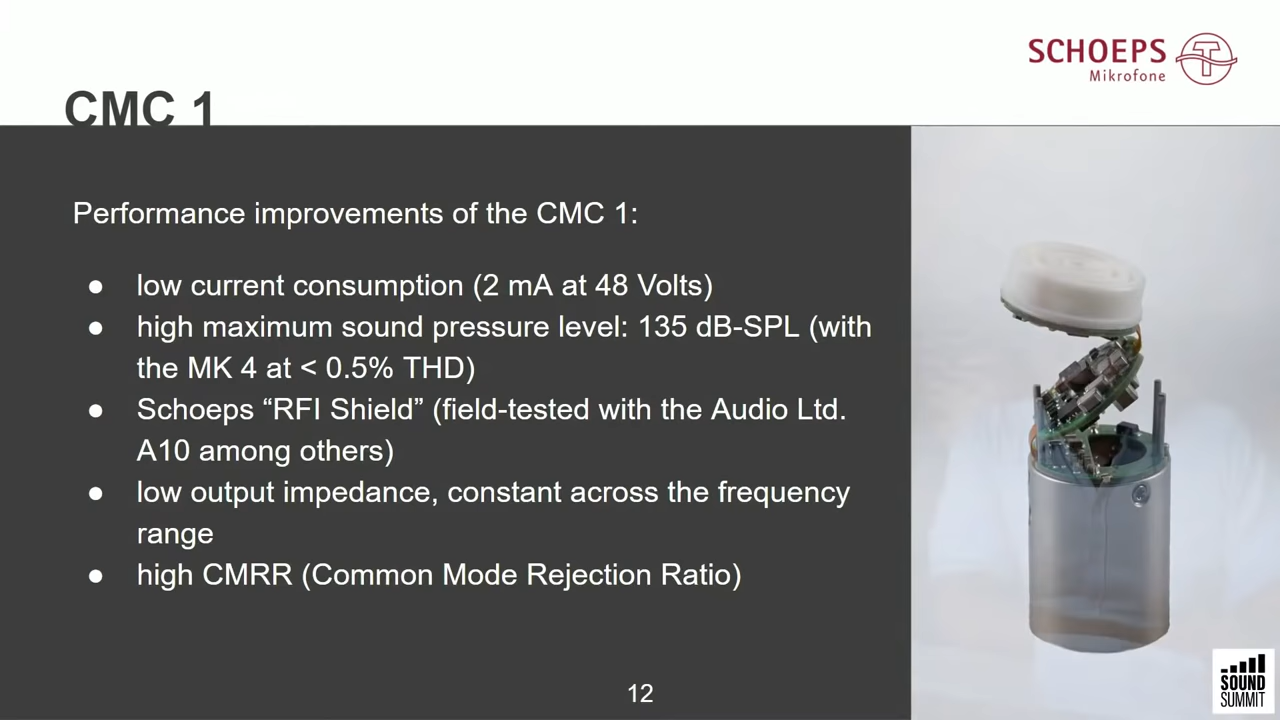 SCHOEPS
Mikrofone
CMC 1
Performance improvements of the CMC 1:
● low current consumption (2 mA at 48 Volts)
● high maximum sound pressure level: 135 dB-SPL (with
the MK 4 at < 0.5% THD)
● Schoeps “RFI Shield” (field-tested with the Audio Ltd.
A10 among others)
● low output impedance, constant across the frequency
range
● high CMRR (Common Mode Rejection Ratio)
12
SOUND
SUMMIT